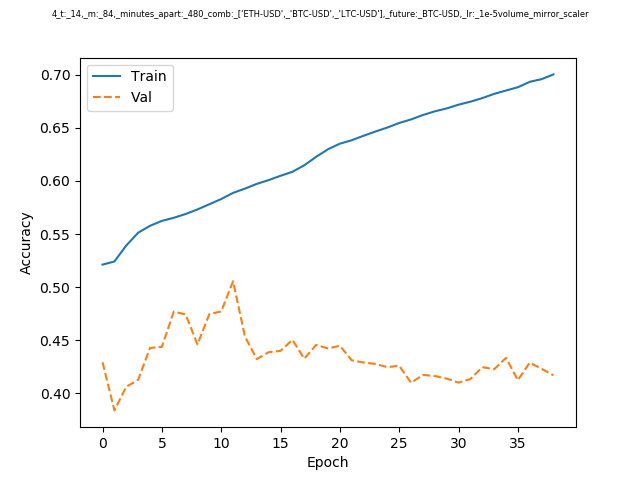 4_t:_14,_m:_84,_minutes_apart:_480_comb:_['ETH-USD',_'BTC-USD',_'LTC-USD'],_future:_BTC-USD,_lr:_1e-5volume_mirror_scaler
Train
Val
0.70
0.65
0.60
0.55
0.50
0.45
0.40
Accuracy
0 5 10 15 20 25 30 35
Epoch